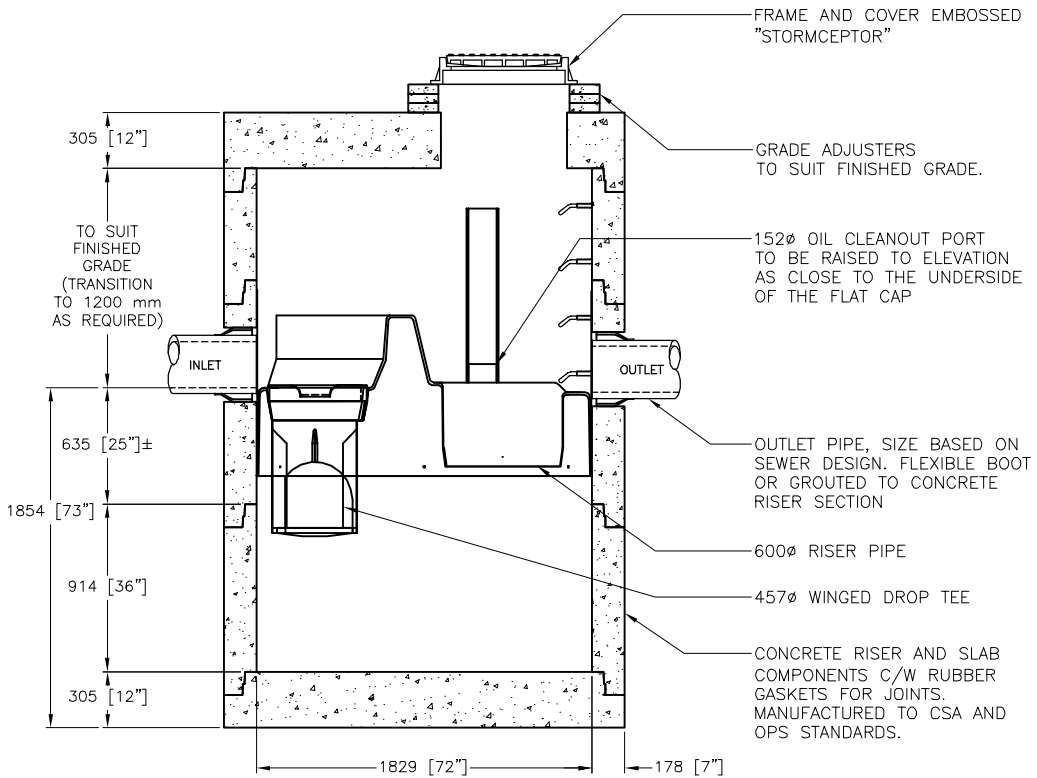 FRAME AND COVER EMBOSSED
"STORMCEPTOR"
305 [12"]
GRADE ADJUSTERS
TO SUIT FINISHED GRADE.
TO SUIT
FINISHED
GRADE
(TRANSITION
TO 1200 mm
AS REQUIRED)
152ø OIL CLEANOUT PORT
TO BE RAISED TO ELEVATION
AS CLOSE TO THE UNDERSIDE
OF THE FLAT CAP
INLET
OUTLET
635 [25"]±
OUTLET PIPE, SIZE BASED ON
SEWER DESIGN. FLEXIBLE BOOT
OR GROUTED TO CONCRETE
RISER SECTION
1854 [73"]
600ø RISER PIPE
914 [36"]
457ø WINGED DROP TEE
CONCRETE RISER AND SLAB
COMPONENTS C/W RUBBER
GASKETS FOR JOINTS.
MANUFACTURED TO CSA AND
OPS STANDARDS.
305 [12"]
1829 [72"]
178 [7"]